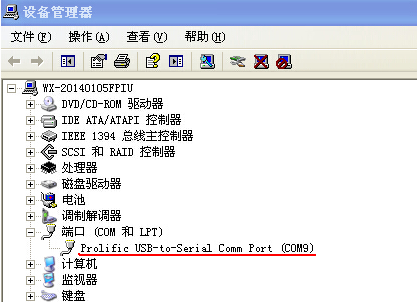 设备管理器
文件(F) 操作(A) 查看(V) 帮助(H)
WX-20140105FPIU
DVD/CD-ROM 驱动器
IDE ATA/ATAPI 控制器
IEEE 1394 总线主控制器
SCSI 和 RAID 控制器
处理器
磁盘驱动器
电池
调制解调器
端口 (COM 和 LPT)
Prolific USB-to-Serial Comm Port (COM9)
计算机
监视器
键盘